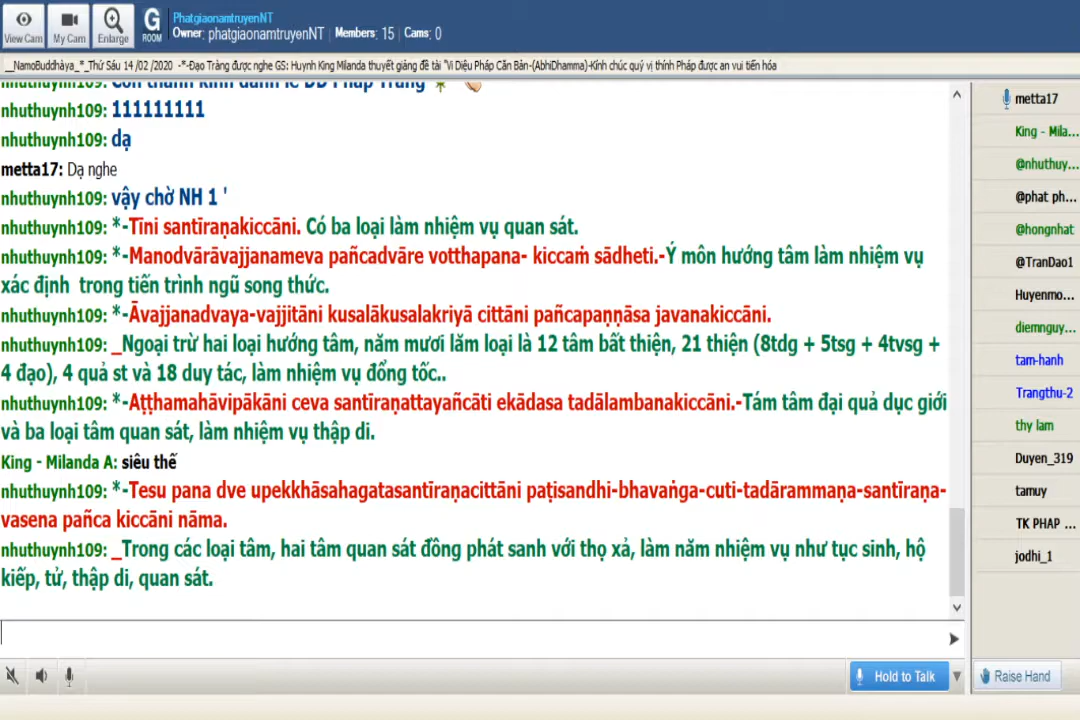 PhatgiaonamtruyenNT
View Cam My Cam Enlarge G ROOM Owner: phatgiaonamtruyenNT Members: 15 Cams: 0
__NamoBuddhàya_*_Thứ Sáu 14 /02 /2020 -*-Đạo Tràng được nghe GS: Huynh King Milanda thuyết giảng đề tài "Vi Diệu Pháp Căn Bản-(AbhiDhamma)-Kính chúc quý vị thính Pháp được an vui tiến hóa
nhuthuynh109: Con thành kính đảnh lễ ĐĐ Pháp Trung
nhuthuynh109: 111111111
nhuthuynh109: dạ
metta17: Dạ nghe
nhuthuynh109: vậy chờ NH 1 '
nhuthuynh109: *-Tīni santīraṇakiccāni. Có ba loại làm nhiệm vụ quan sát.
nhuthuynh109: *-Manodvārāvajjanameva pañcadvāre votthapana- kiccaṁ sādheti.-Ý môn hướng tâm làm nhiệm vụ
xác định trong tiến trình ngũ song thức.
nhuthuynh109: *-Āvajjanadvaya-vajjitāni kusalākusalakriyā cittāni pañcapaṇṇāsa javanakiccāni.
nhuthuynh109: _Ngoại trừ hai loại hướng tâm, năm mươi lăm loại là 12 tâm bất thiện, 21 thiện (8tdg + 5tsg + 4tvsg +
4 đạo), 4 quả st và 18 duy tác, làm nhiệm vụ đổng tốc..
nhuthuynh109: *-Aṭṭhamahāvipākāni ceva santīraṇattayañcāti ekādasa tadālambanakiccāni.-Tám tâm đại quả dục giới
và ba loại tâm quan sát, làm nhiệm vụ thập di.
King - Milanda A: siêu thế
nhuthuynh109: *-Tesu pana dve upekkhāsahagatasantīraṇacittāni paṭisandhi-bhavaṅga-cuti-tadārammaṇa-santīraṇa-
vasena pañca kiccāni nāma.
nhuthuynh109: _Trong các loại tâm, hai tâm quan sát đồng phát sanh với thọ xả, làm năm nhiệm vụ như tục sinh, hộ
kiếp, tử, thập di, quan sát.
metta17
King - Mila...
@nhuthuy...
@phat ph...
@hongnhat
@TranDao1
Huyenmo...
diemnguy...
tam-hanh
Trangthu-2
thy lam
Duyen_319
tamuy
TK PHAP ...
jodhi_1
Hold to Talk
Raise Hand